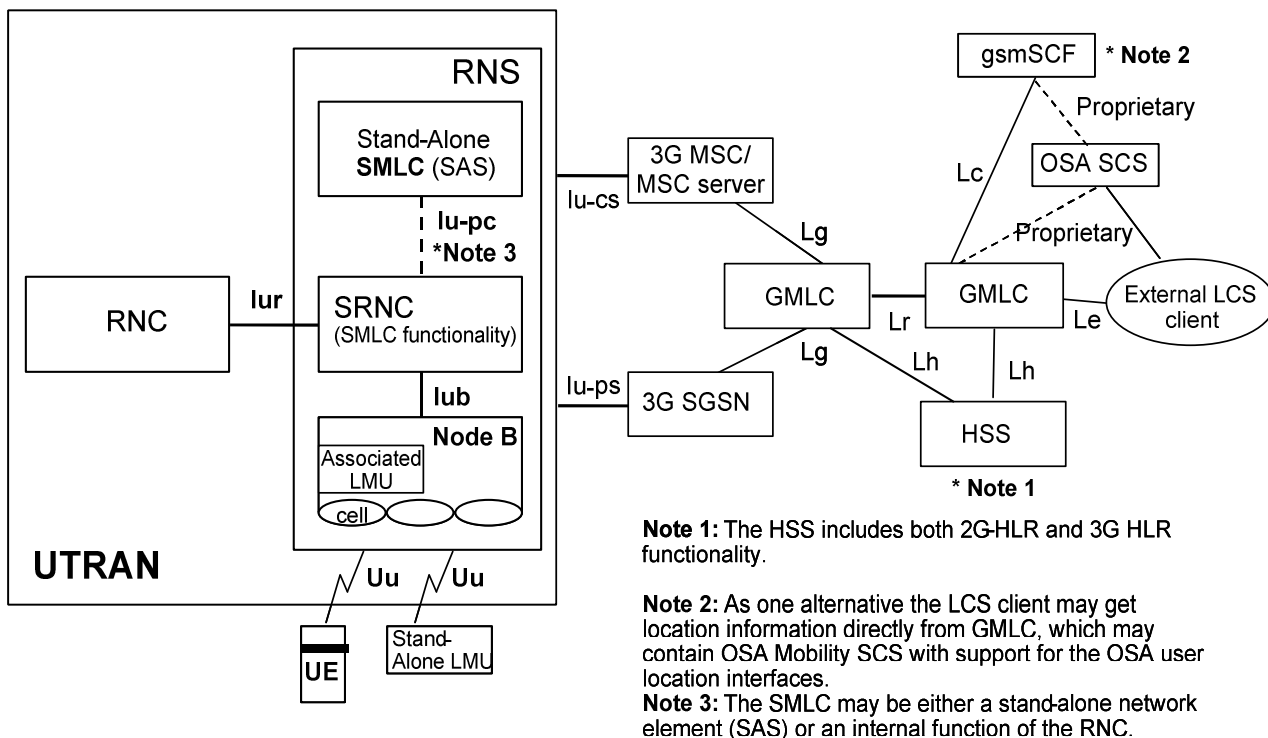 RNS
Stand-Alone
SMLC (SAS)
Iu-pc
*Note 3
RNC
Iur
SRNC
(SMLC functionality)
Iub
Node B
Associated
LMU
cell
UTRAN
Uu
Uu
UE
Stand-
Alone LMU
Iu-cs
Iu-ps
3G MSC/
MSC server
3G SGSN
Lg
Lg
GMLC
Lr
GMLC
Lh
Lh
HSS
* Note 1
gsmSCF
* Note 2
Proprietary
OSA SCS
Lc
Proprietary
Le
External LCS
client
Note 1: The HSS includes both 2G-HLR and 3G HLR
functionality.
Note 2: As one alternative the LCS client may get
location information directly from GMLC, which may
contain OSA Mobility SCS with support for the OSA user
location interfaces.
Note 3: The SMLC may be either a stand-alone network
element (SAS) or an internal function of the RNC.